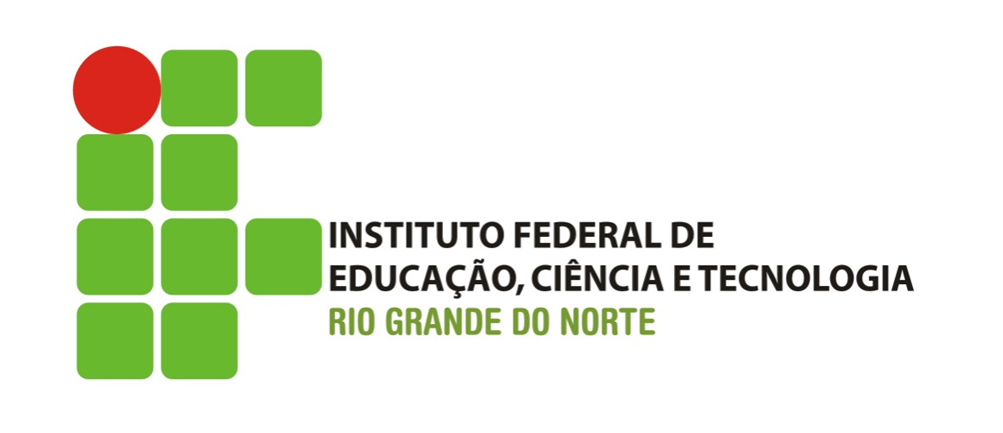 INSTITUTO FEDERAL DE
EDUCAÇÃO, CIÊNCIA E TECNOLOGIA
RIO GRANDE DO NORTE